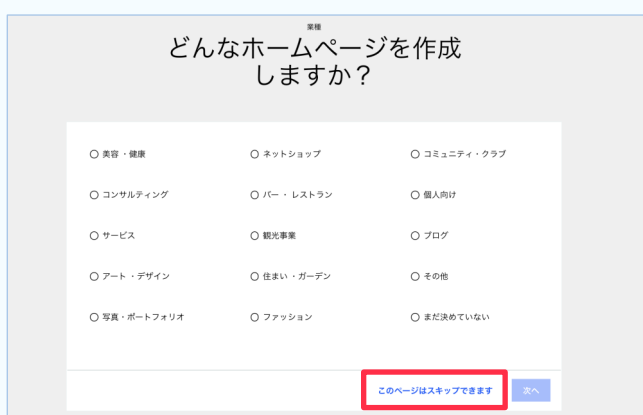 業種
どんなホームページを作成
しますか？
美容・健康
ネットショップ
コミュニティ・クラブ
コンサルティング
バー・レストラン
個人向け
サービス
観光事業
ブログ
アート・デザイン
住まい・ガーデン
その他
写真・ポートフォリオ
ファッション
まだ決めていない
このページはスキップできます
次へ